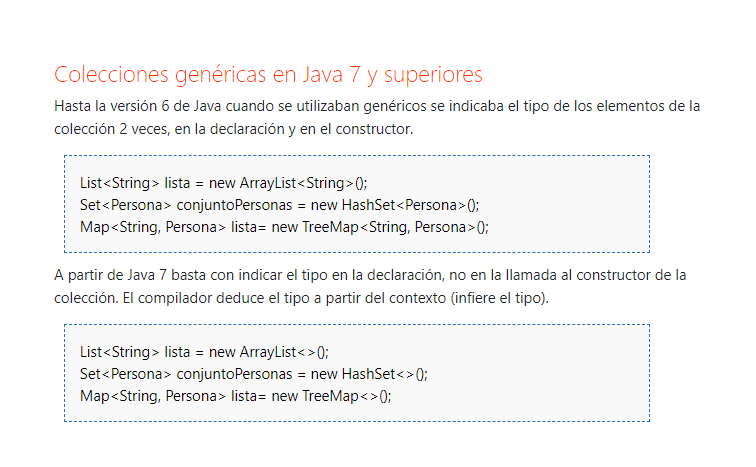 Colecciones genéricas en Java 7 y superiores
Hasta la versión 6 de Java cuando se utilizaban genéricos se indicaba el tipo de los elementos de la
colección 2 veces, en la declaración y en el constructor.
List<String> lista = new ArrayList<String>();
Set<Persona> conjuntoPersonas = new HashSet<Persona>();
Map<String, Persona> lista= new TreeMap<String, Persona>();
A partir de Java 7 basta con indicar el tipo en la declaración, no en la llamada al constructor de la
colección. El compilador deduce el tipo a partir del contexto (infiere el tipo).
List<String> lista = new ArrayList<>();
Set<Persona> conjuntoPersonas = new HashSet<>();
Map<String, Persona> lista= new TreeMap<>();